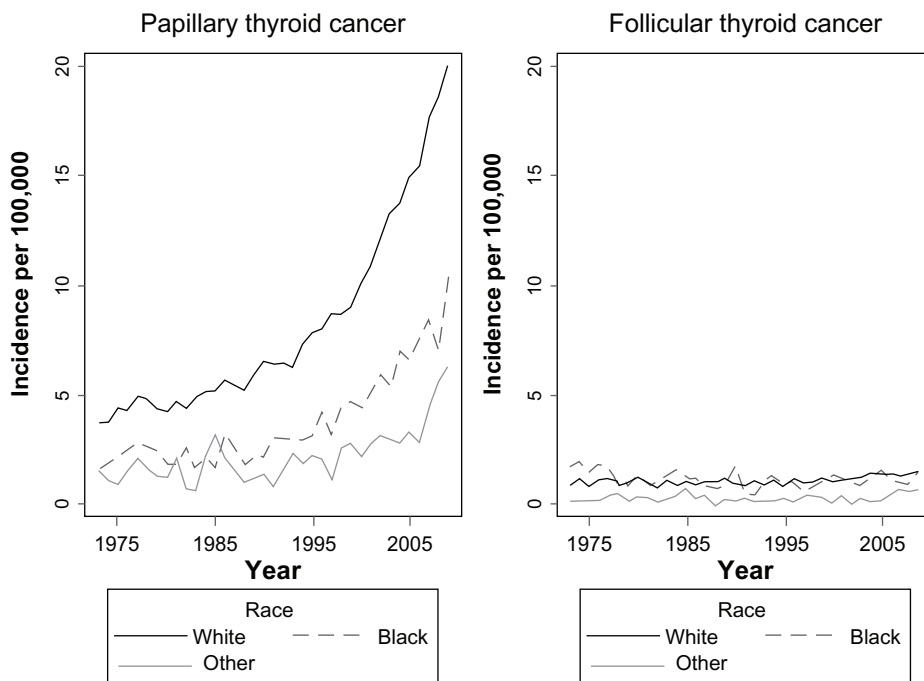 Papillary thyroid cancer
Incidence per 100,000
20
15
10
5
0
1975 1985 1995 2005
Year
Race
White Black
Other
Follicular thyroid cancer
Incidence per 100,000
20
15
10
5
0
1975 1985 1995 2005
Year
Race
White Black
Other